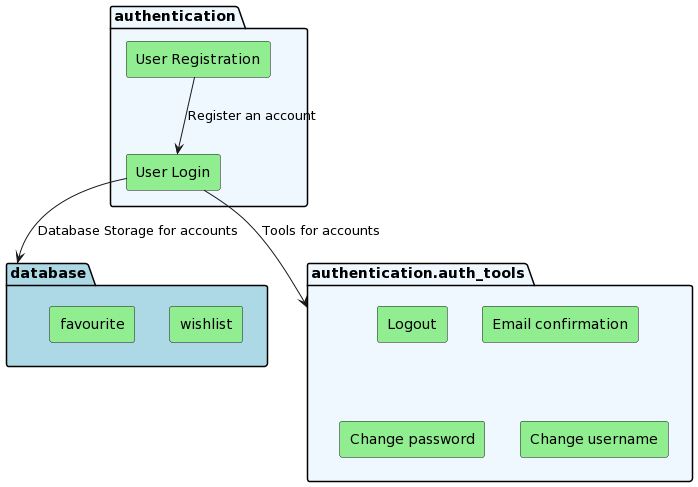 authentication
User Registration
Register an account
User Login
Database Storage for accounts
Tools for accounts
database
favourite
wishlist
authentication.auth_tools
Logout
Email confirmation
Change password
Change username